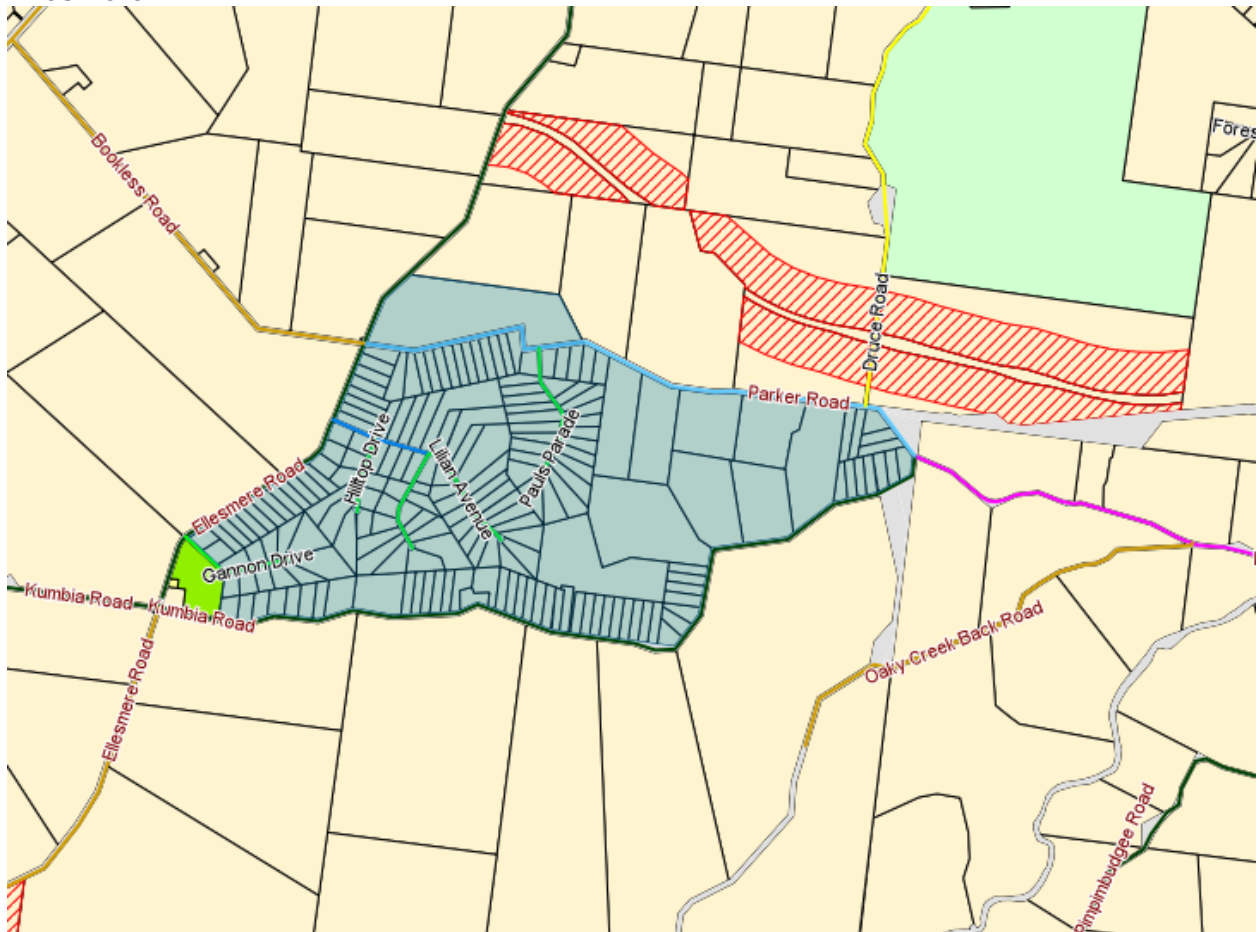 Fores
Bookless Road
Druce Road
Parker Road
Hilltop Drive
Lilian Avenue
Pauls Parade
Ellesmere Road
Gannon Drive
Kumbia Road
Kumbia Road
Oaky Creek Back Road
Ellesmere Road
Pimpimbudgee Road